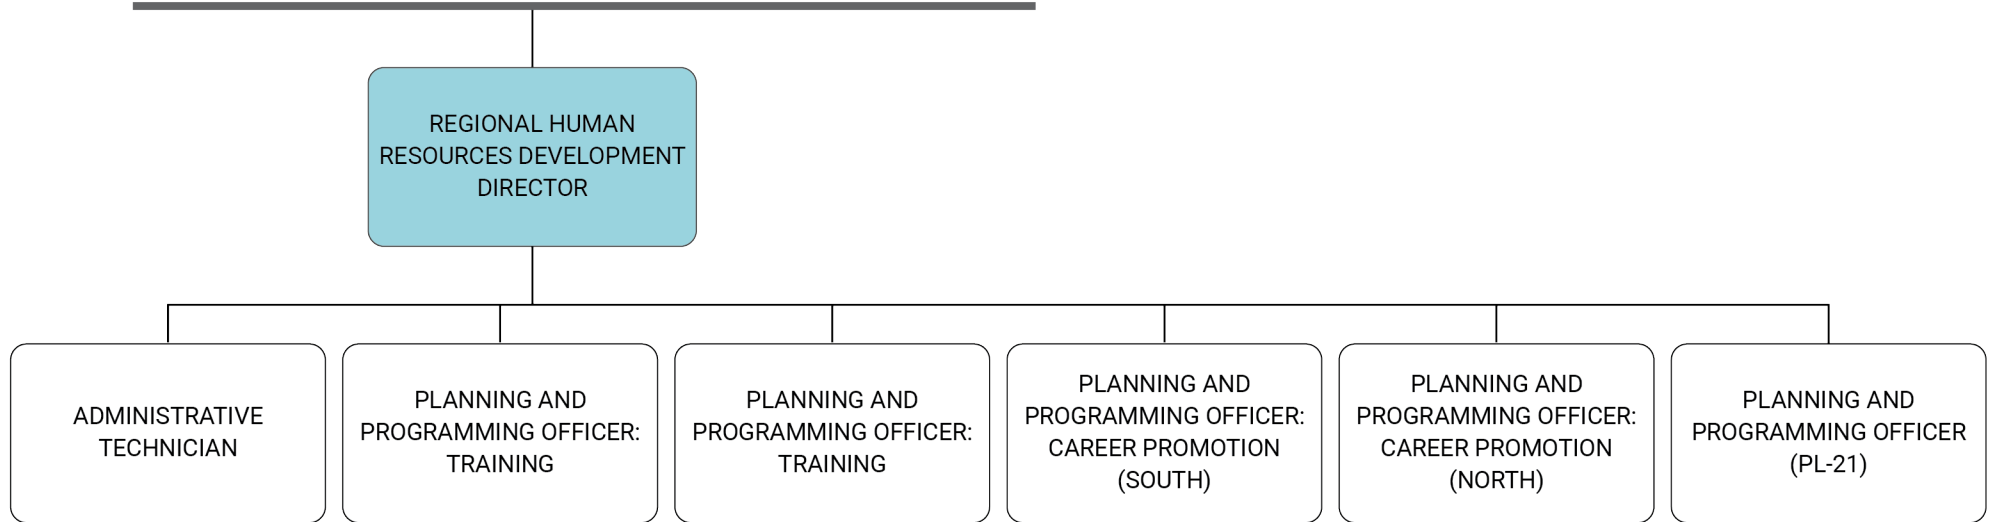 REGIONAL HUMAN
RESOURCES DEVELOPMENT
DIRECTOR
ADMINISTRATIVE
TECHNICIAN
PLANNING AND
PROGRAMMING OFFICER:
TRAINING
PLANNING AND
PROGRAMMING OFFICER:
TRAINING
PLANNING AND
PROGRAMMING OFFICER:
CAREER PROMOTION
(SOUTH)
PLANNING AND
PROGRAMMING OFFICER:
CAREER PROMOTION
(NORTH)
PLANNING AND
PROGRAMMING OFFICER
(PL-21)